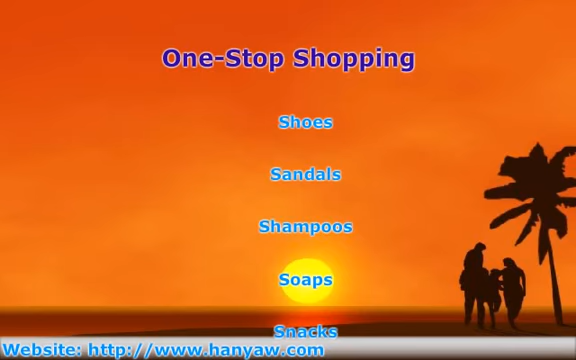 One-Stop Shopping
Shoes
Sandals
Shampoos
Soaps
Snacks
Website: http://www.hanyaw.com